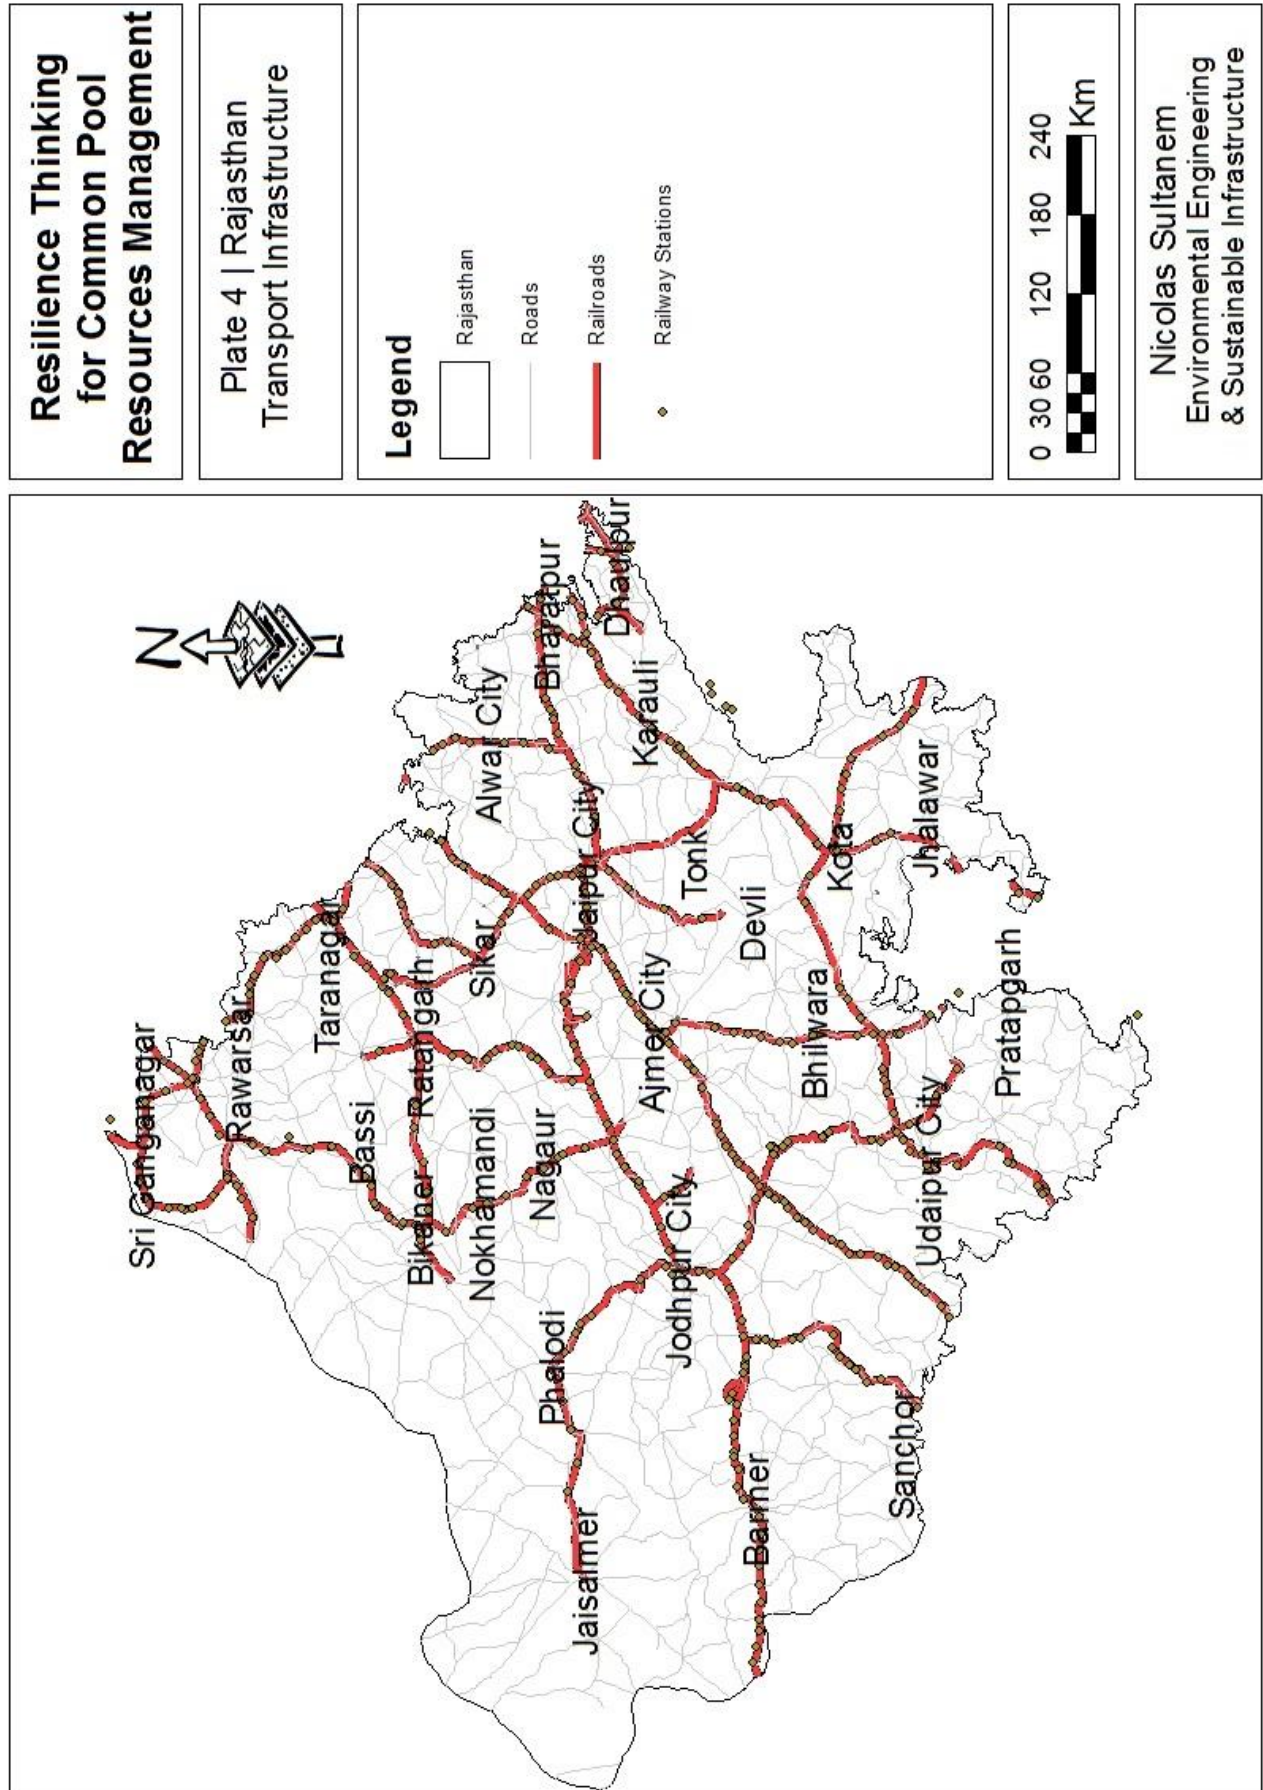 Resilience Thinking
for Common Pool
Resources Management
Plate 4 | Rajasthan
Transport Infrastructure
Legend
Rajasthan
Roads
Railroads
Railway Stations
0 30 60 120 180 240
Km
Nicolas Sultanem
Environmental Engineering
& Sustainable Infrastructure
N
Sri Ganganagar
Rawarsar
Taranagar
Bassi
Ratangarh
Bikaner
Sikar
Alwar City
Nokhamandi
Nagaur
Bharatpur
Phalodi
Jaipur City
Jaisalmer
Dhaulpur
Karauli
Ajmer City
Jodhpur City
Tonk
Devli
Barmer
Bhilwara
Kota
Sanchor
Udaipur City
Jhalawar
Pratapgarh